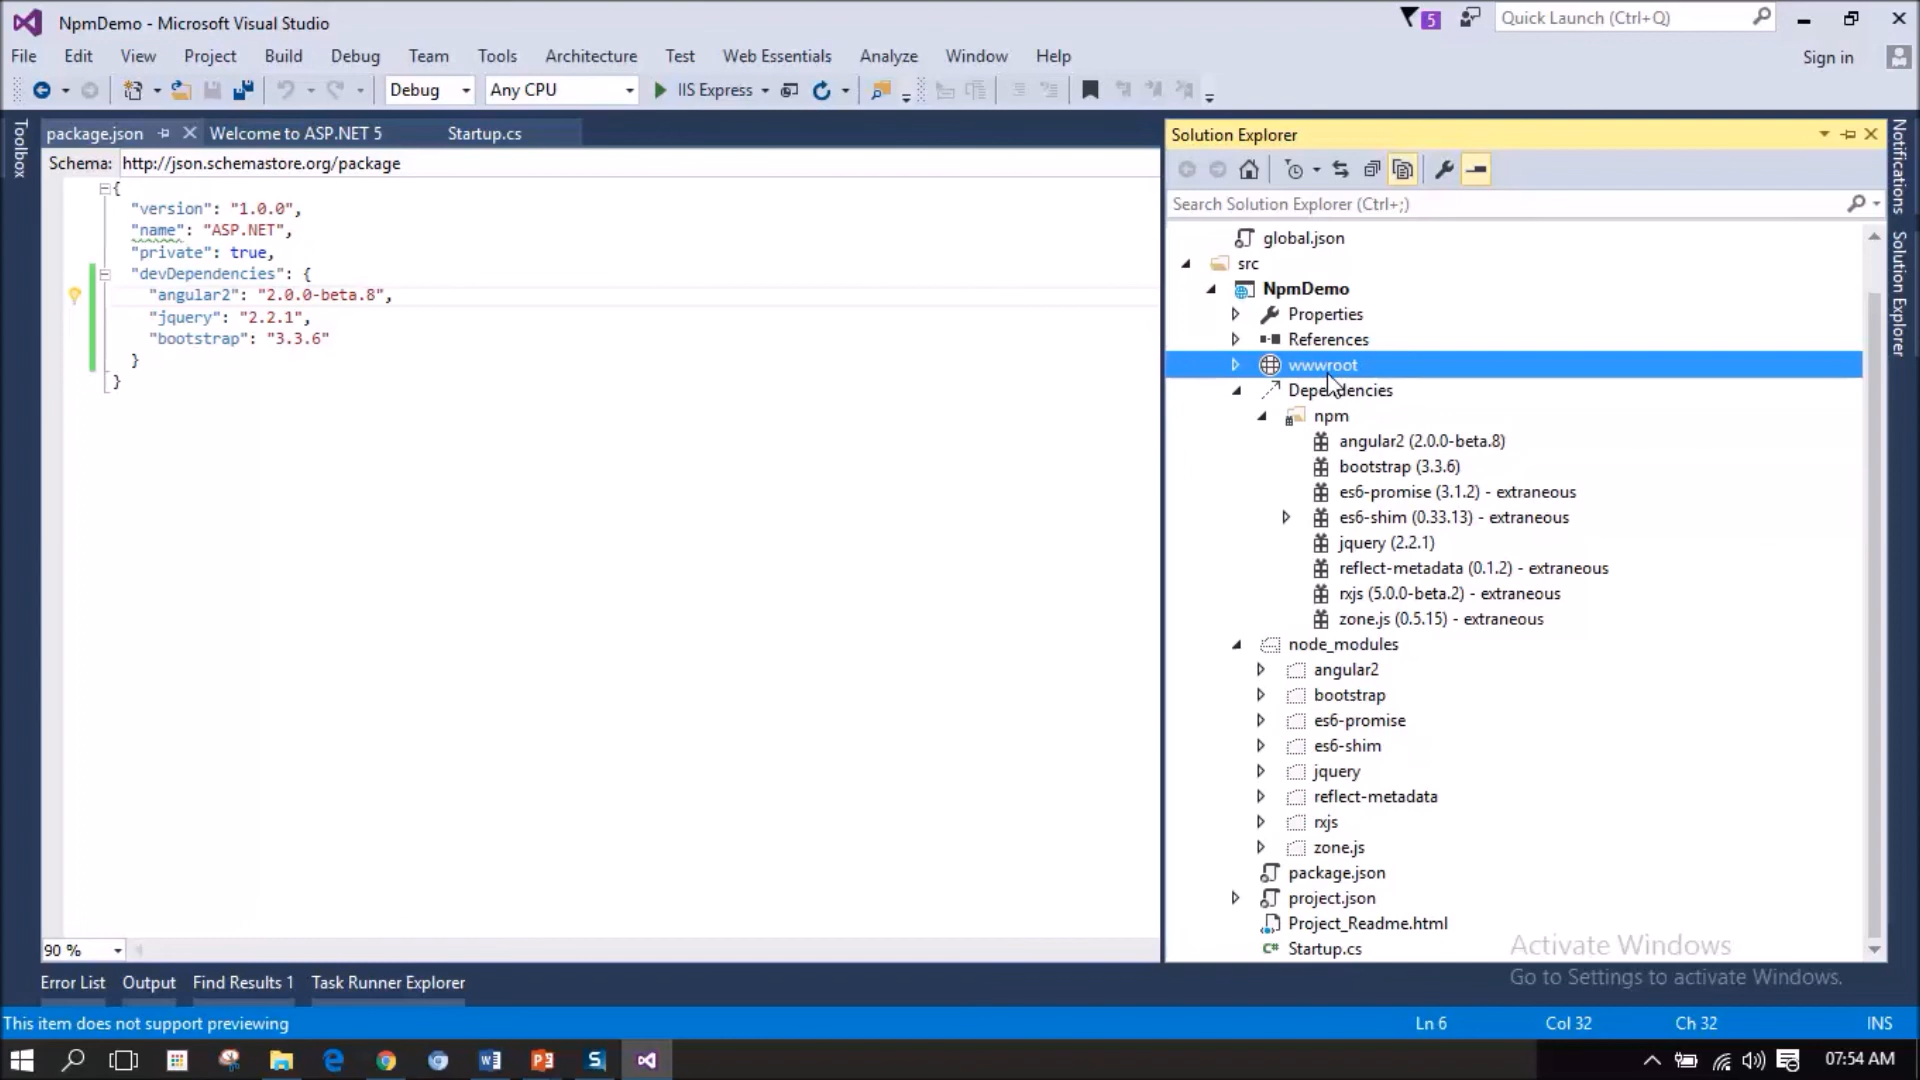 NpmDemo - Microsoft Visual Studio
5
Quick Launch (Ctrl+Q)
File Edit View Project Build Debug Team Tools Architecture Test Web Essentials Analyze Window Help
Sign in
Debug Any CPU IIS Express
Toolbox
package.json Welcome to ASP.NET 5 Startup.cs
Schema: http://json.schemastore.org/package
{
"version": "1.0.0",
"name": "ASP.NET",
"private": true,
"devDependencies": {
"angular2": "2.0.0-beta.8",
"jquery": "2.2.1",
"bootstrap": "3.3.6"
}
}
90 %
Solution Explorer
Search Solution Explorer (Ctrl+;)
global.json
src
NpmDemo
Properties
References
wwwroot
Dependencies
npm
angular2 (2.0.0-beta.8)
bootstrap (3.3.6)
es6-promise (3.1.2) - extraneous
es6-shim (0.33.13) - extraneous
jquery (2.2.1)
reflect-metadata (0.1.2) - extraneous
rxjs (5.0.0-beta.2) - extraneous
zone.js (0.5.15) - extraneous
node_modules
angular2
bootstrap
es6-promise
es6-shim
jquery
reflect-metadata
rxjs
zone.js
package.json
project.json
Project_Readme.html
C# Startup.cs
Notifications
Solution Explorer
Activate Windows
Go to Settings to activate Windows.
Error List Output Find Results 1 Task Runner Explorer
This item does not support previewing
Ln 6 Col 32 Ch 32 INS
07:54 AM